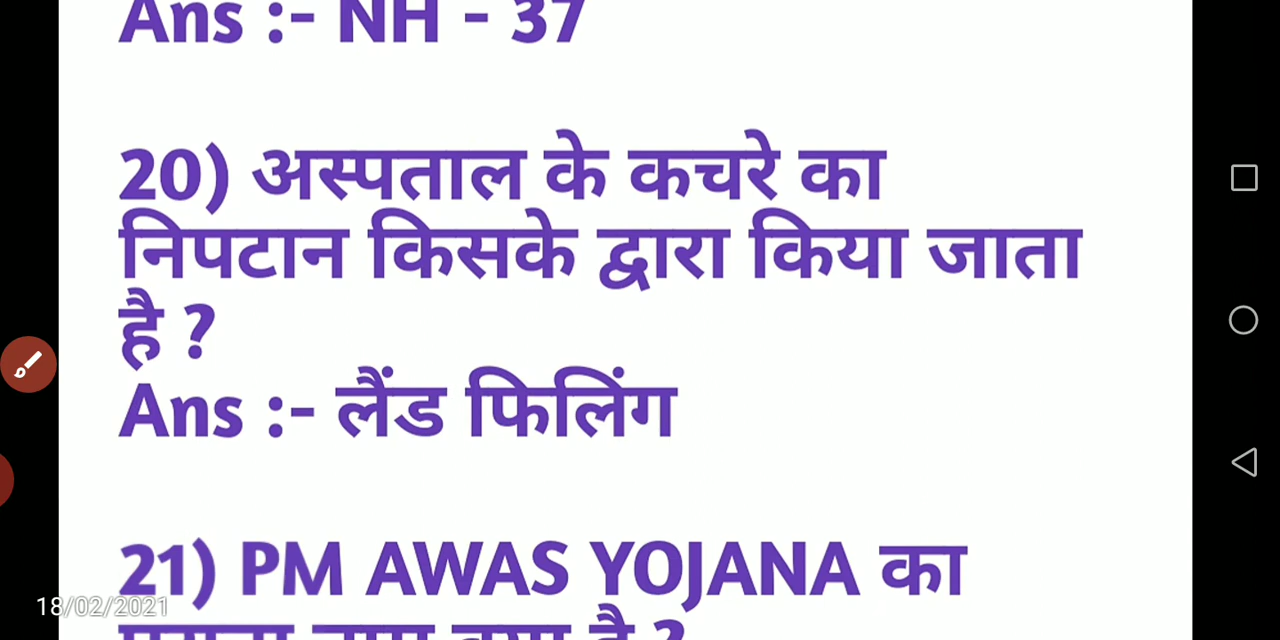 Ans :- NH - 37
20) अस्पताल के कचरे का
निपटान किसके द्वारा किया जाता
है ?
Ans :- लैंड फिलिंग
21) PM AWAS YOJANA का
18/02/2021
नाम क्या है ?